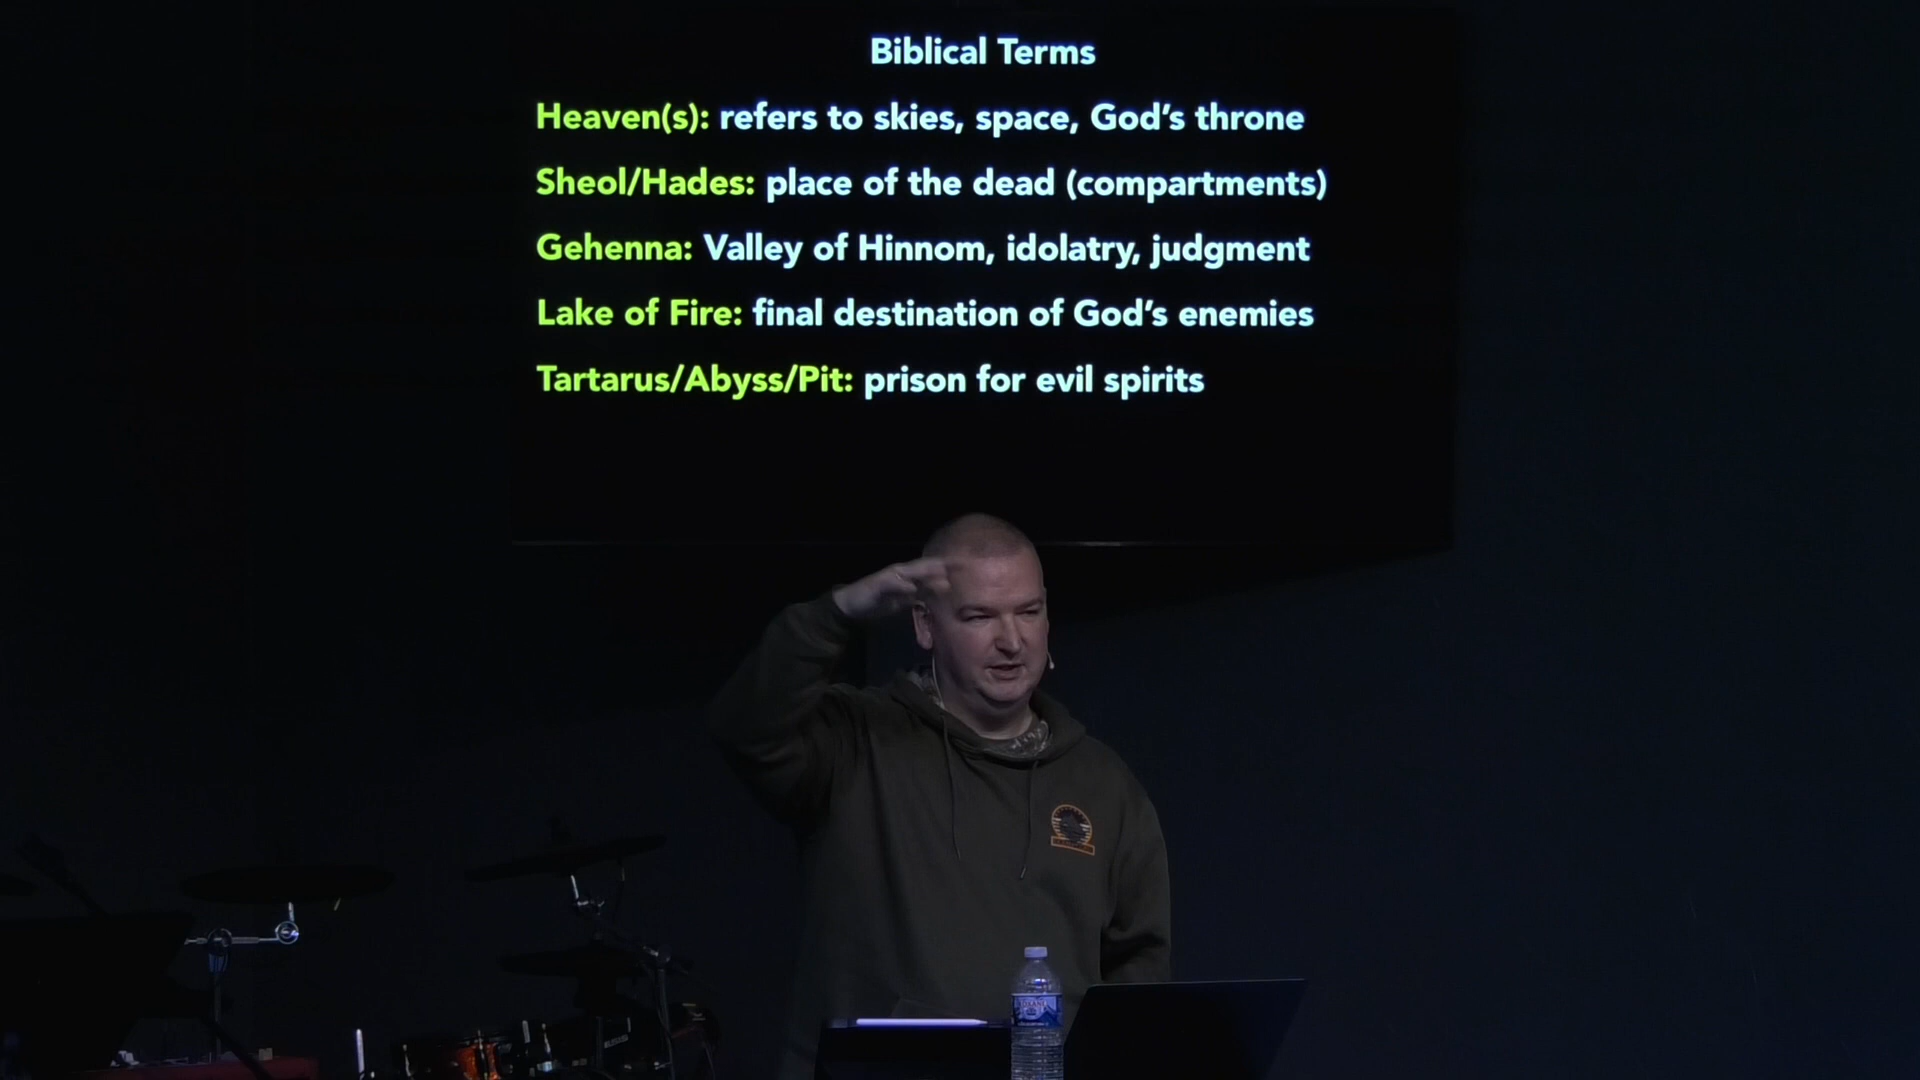 Biblical Terms
Heaven(s): refers to skies, space, God’s throne
Sheol/Hades: place of the dead (compartments)
Gehenna: Valley of Hinnom, idolatry, judgment
Lake of Fire: final destination of God’s enemies
Tartarus/Abyss/Pit: prison for evil spirits